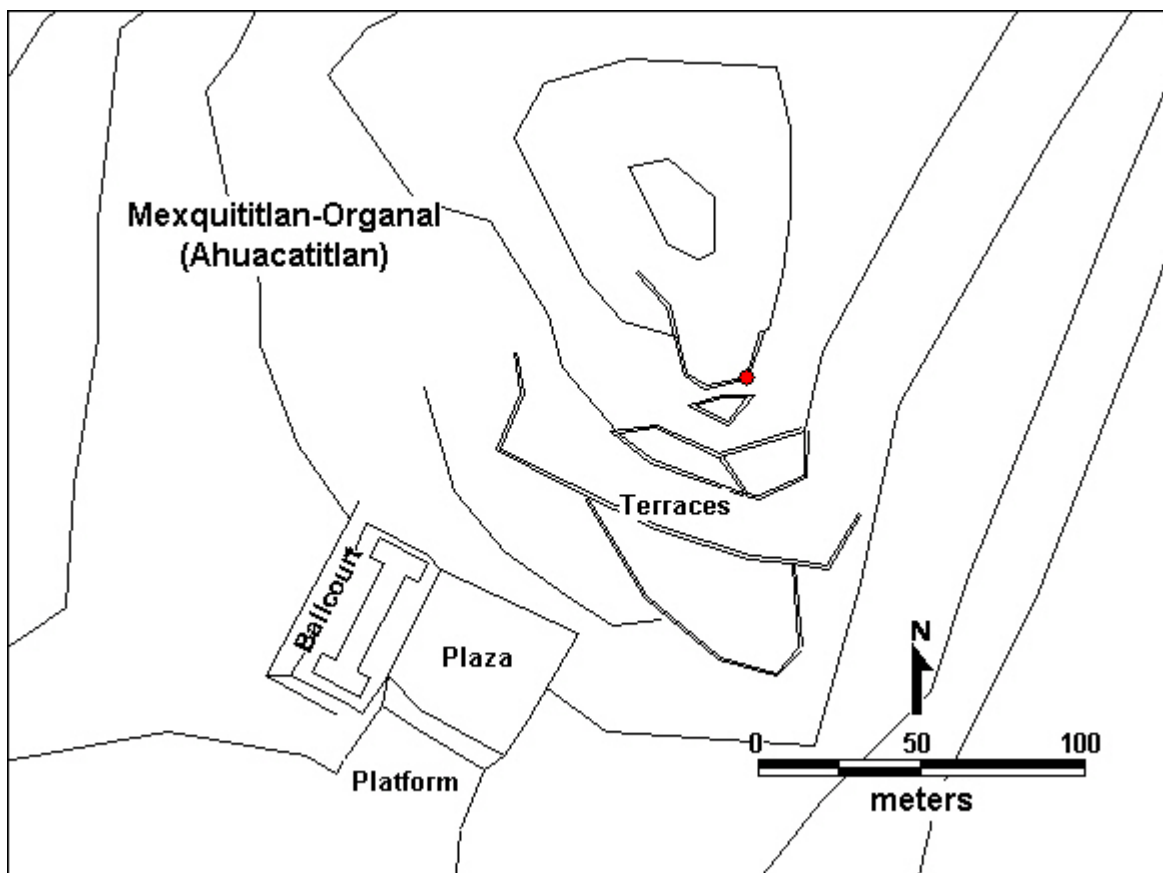 Mexquititlan-Organal
(Ahuacatitlan)
Terraces
Ballcourt
Plaza
Platform
N
0 50 100
meters